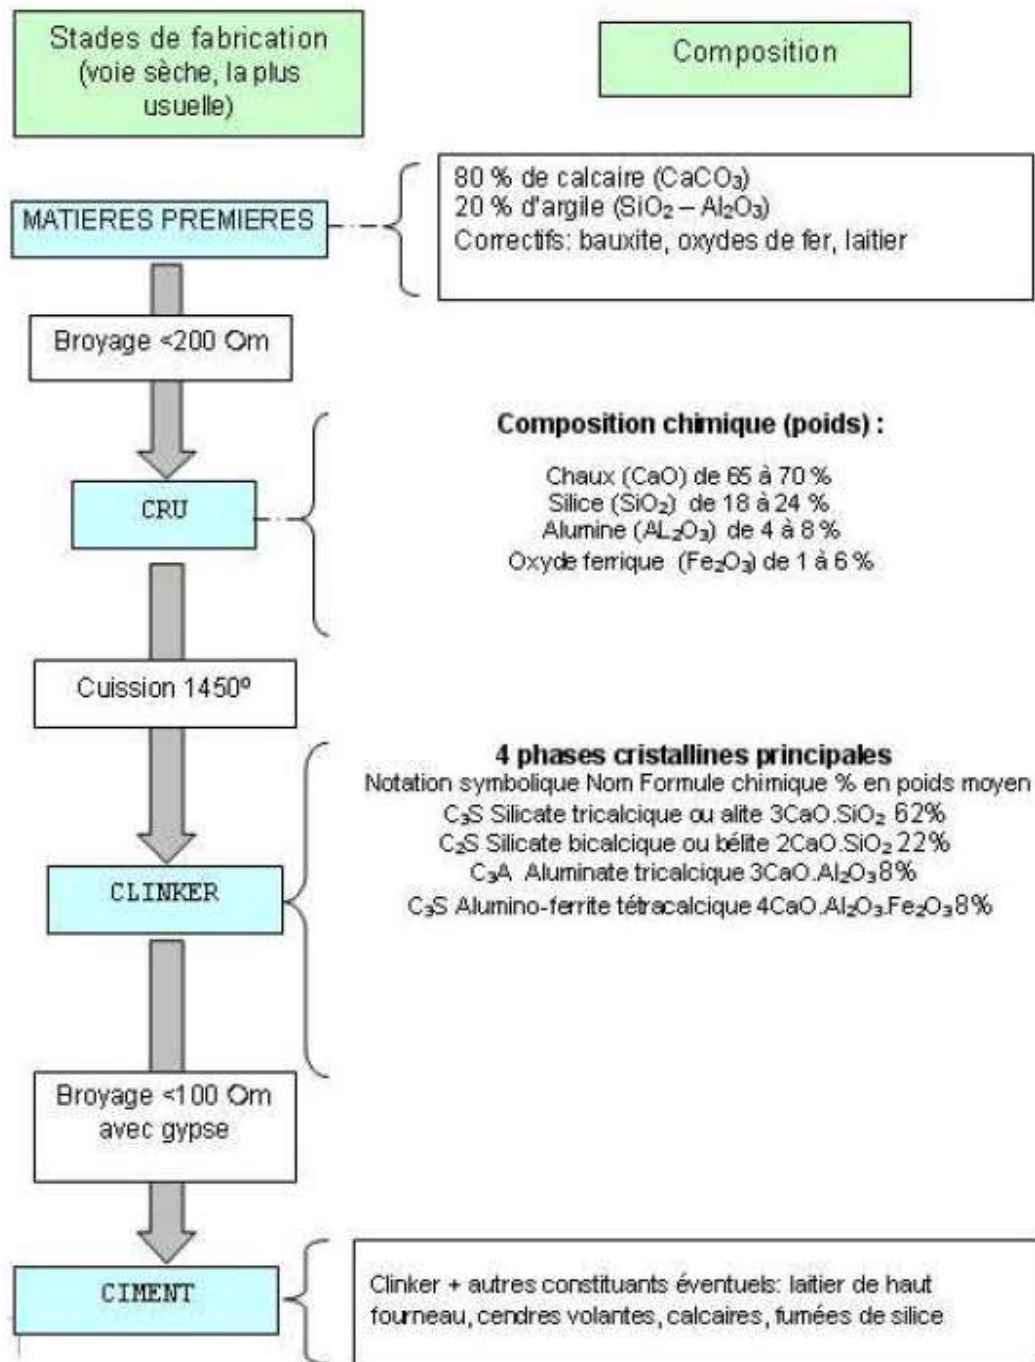 Stades de fabrication
(voie sèche, la plus
usuelle)
Composition
MATIERES PREMIERES
80 % de calcaire (CaCO₃)
20 % d'argile (SiO₂ – Al₂O₃)
Correctifs: bauxite, oxydes de fer, laitier
Broyage <200 Om
CRU
Composition chimique (poids) :
Chaux (CaO) de 65 à 70 %
Silice (SiO₂) de 18 à 24 %
Alumine (AL₂O₃) de 4 à 8 %
Oxyde ferrique (Fe₂O₃) de 1 à 6 %
Cuission 1450º
CLINKER
4 phases cristallines principales
Notation symbolique Nom Formule chimique % en poids moyen
C₃S Silicate tricalcique ou alite 3CaO.SiO₂ 62%
C₂S Silicate bicalcique ou bélite 2CaO.SiO₂ 22%
C₃A Aluminate tricalcique 3CaO.Al₂O₃ 8%
C₃S Alumino-ferrite tétracalcique 4CaO.Al₂O₃.Fe₂O₃ 8%
Broyage <100 Om
avec gypse
CIMENT
Clinker + autres constituants éventuels: laitier de haut
fourneau, cendres volantes, calcaires, fumées de silice